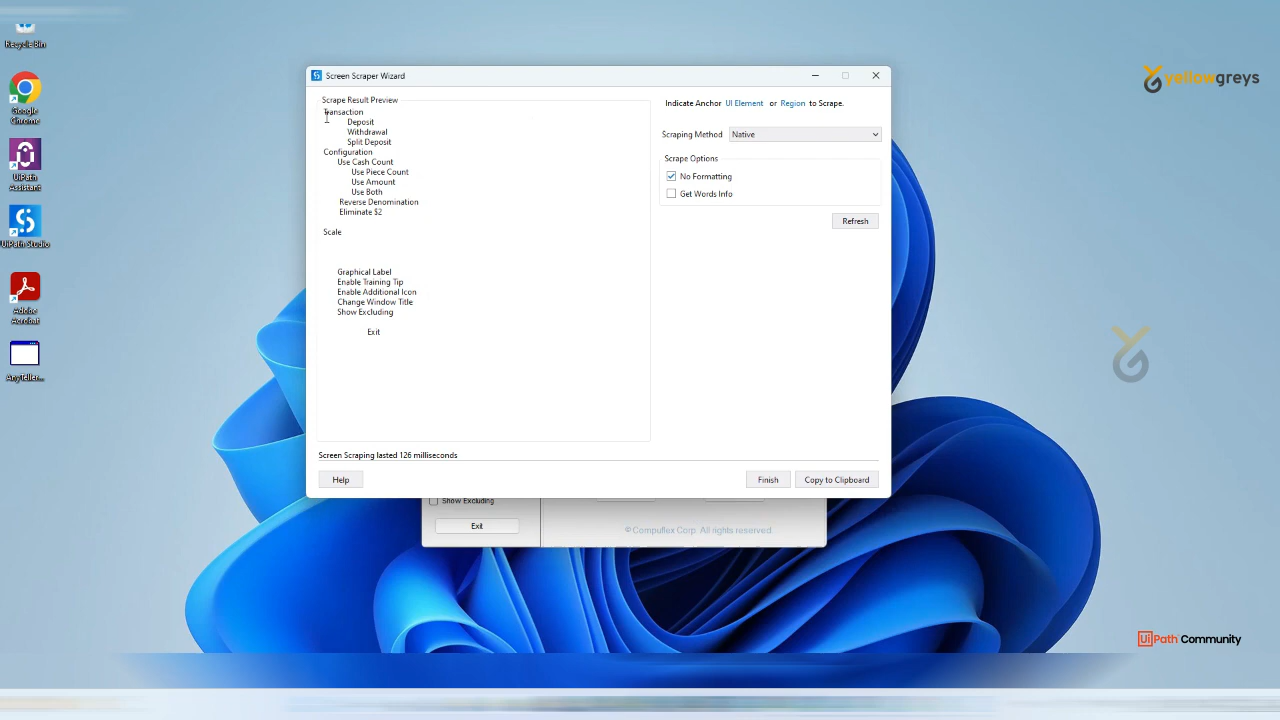 Recycle Bin
Google
Chrome
UiPath
Assistant
UiPath Studio
Adobe
Acrobat
AnyTeller...
Screen Scraper Wizard
Scrape Result Preview
Transaction
Deposit
Withdrawal
Split Deposit
Configuration
Use Cash Count
Use Piece Count
Use Amount
Use Both
Reverse Denomination
Eliminate $2
Scale
Graphical Label
Enable Training Tip
Enable Additional Icon
Change Window Title
Show Excluding
Exit
Indicate Anchor UI Element or Region to Scrape.
Scraping Method Native
Scrape Options
No Formatting
Get Words Info
Refresh
Screen Scraping lasted 126 milliseconds
Help
Finish
Copy to Clipboard
Show Excluding
Exit
© Compuflex Corp. All rights reserved.
yellowgreys
UiPath Community